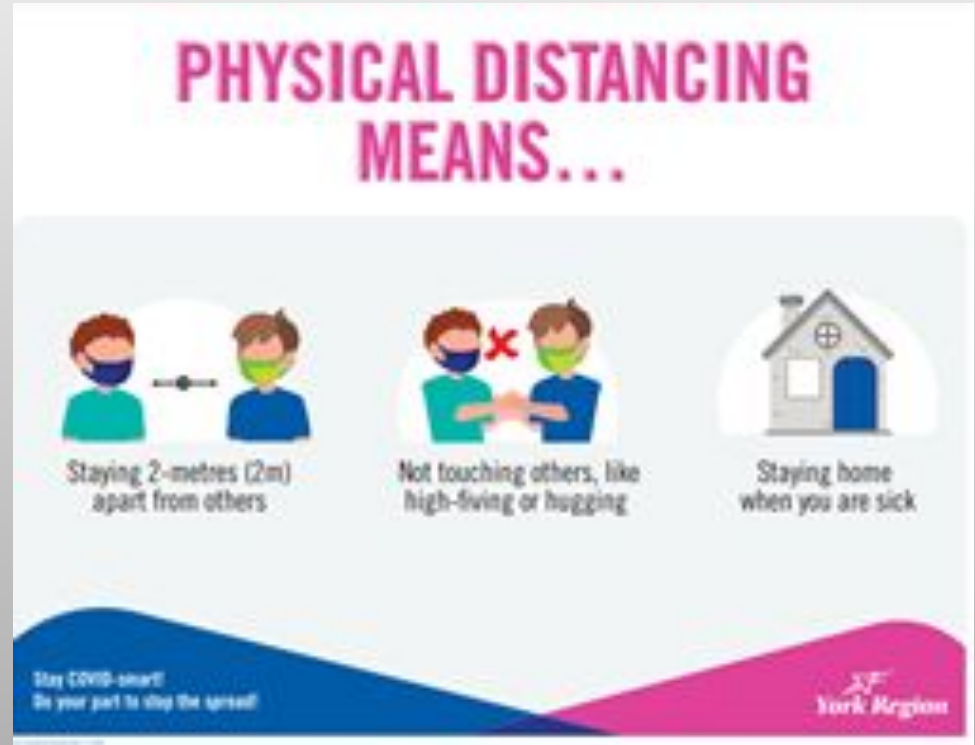 PHYSICAL DISTANCING
MEANS...
Staying 2-metres (2m)
apart from others
Not touching others, like
high-fiving or hugging
Staying home
when you are sick
Stay COVID-smart!
Do your part to stop the spread!
York Region